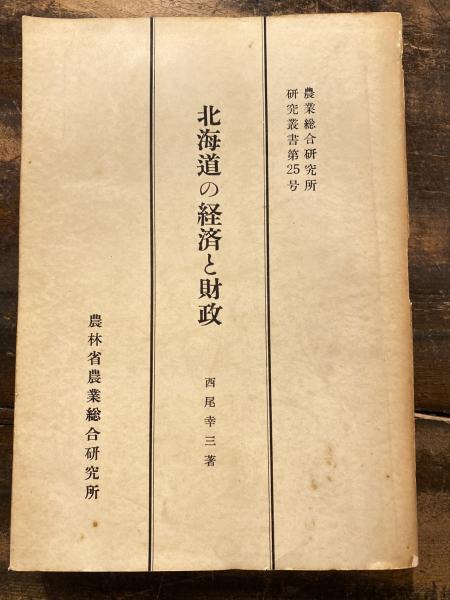 農業総合研究所
研究叢書第25号
北海道の経済と財政
西尾幸三著
農林省農業総合研究所